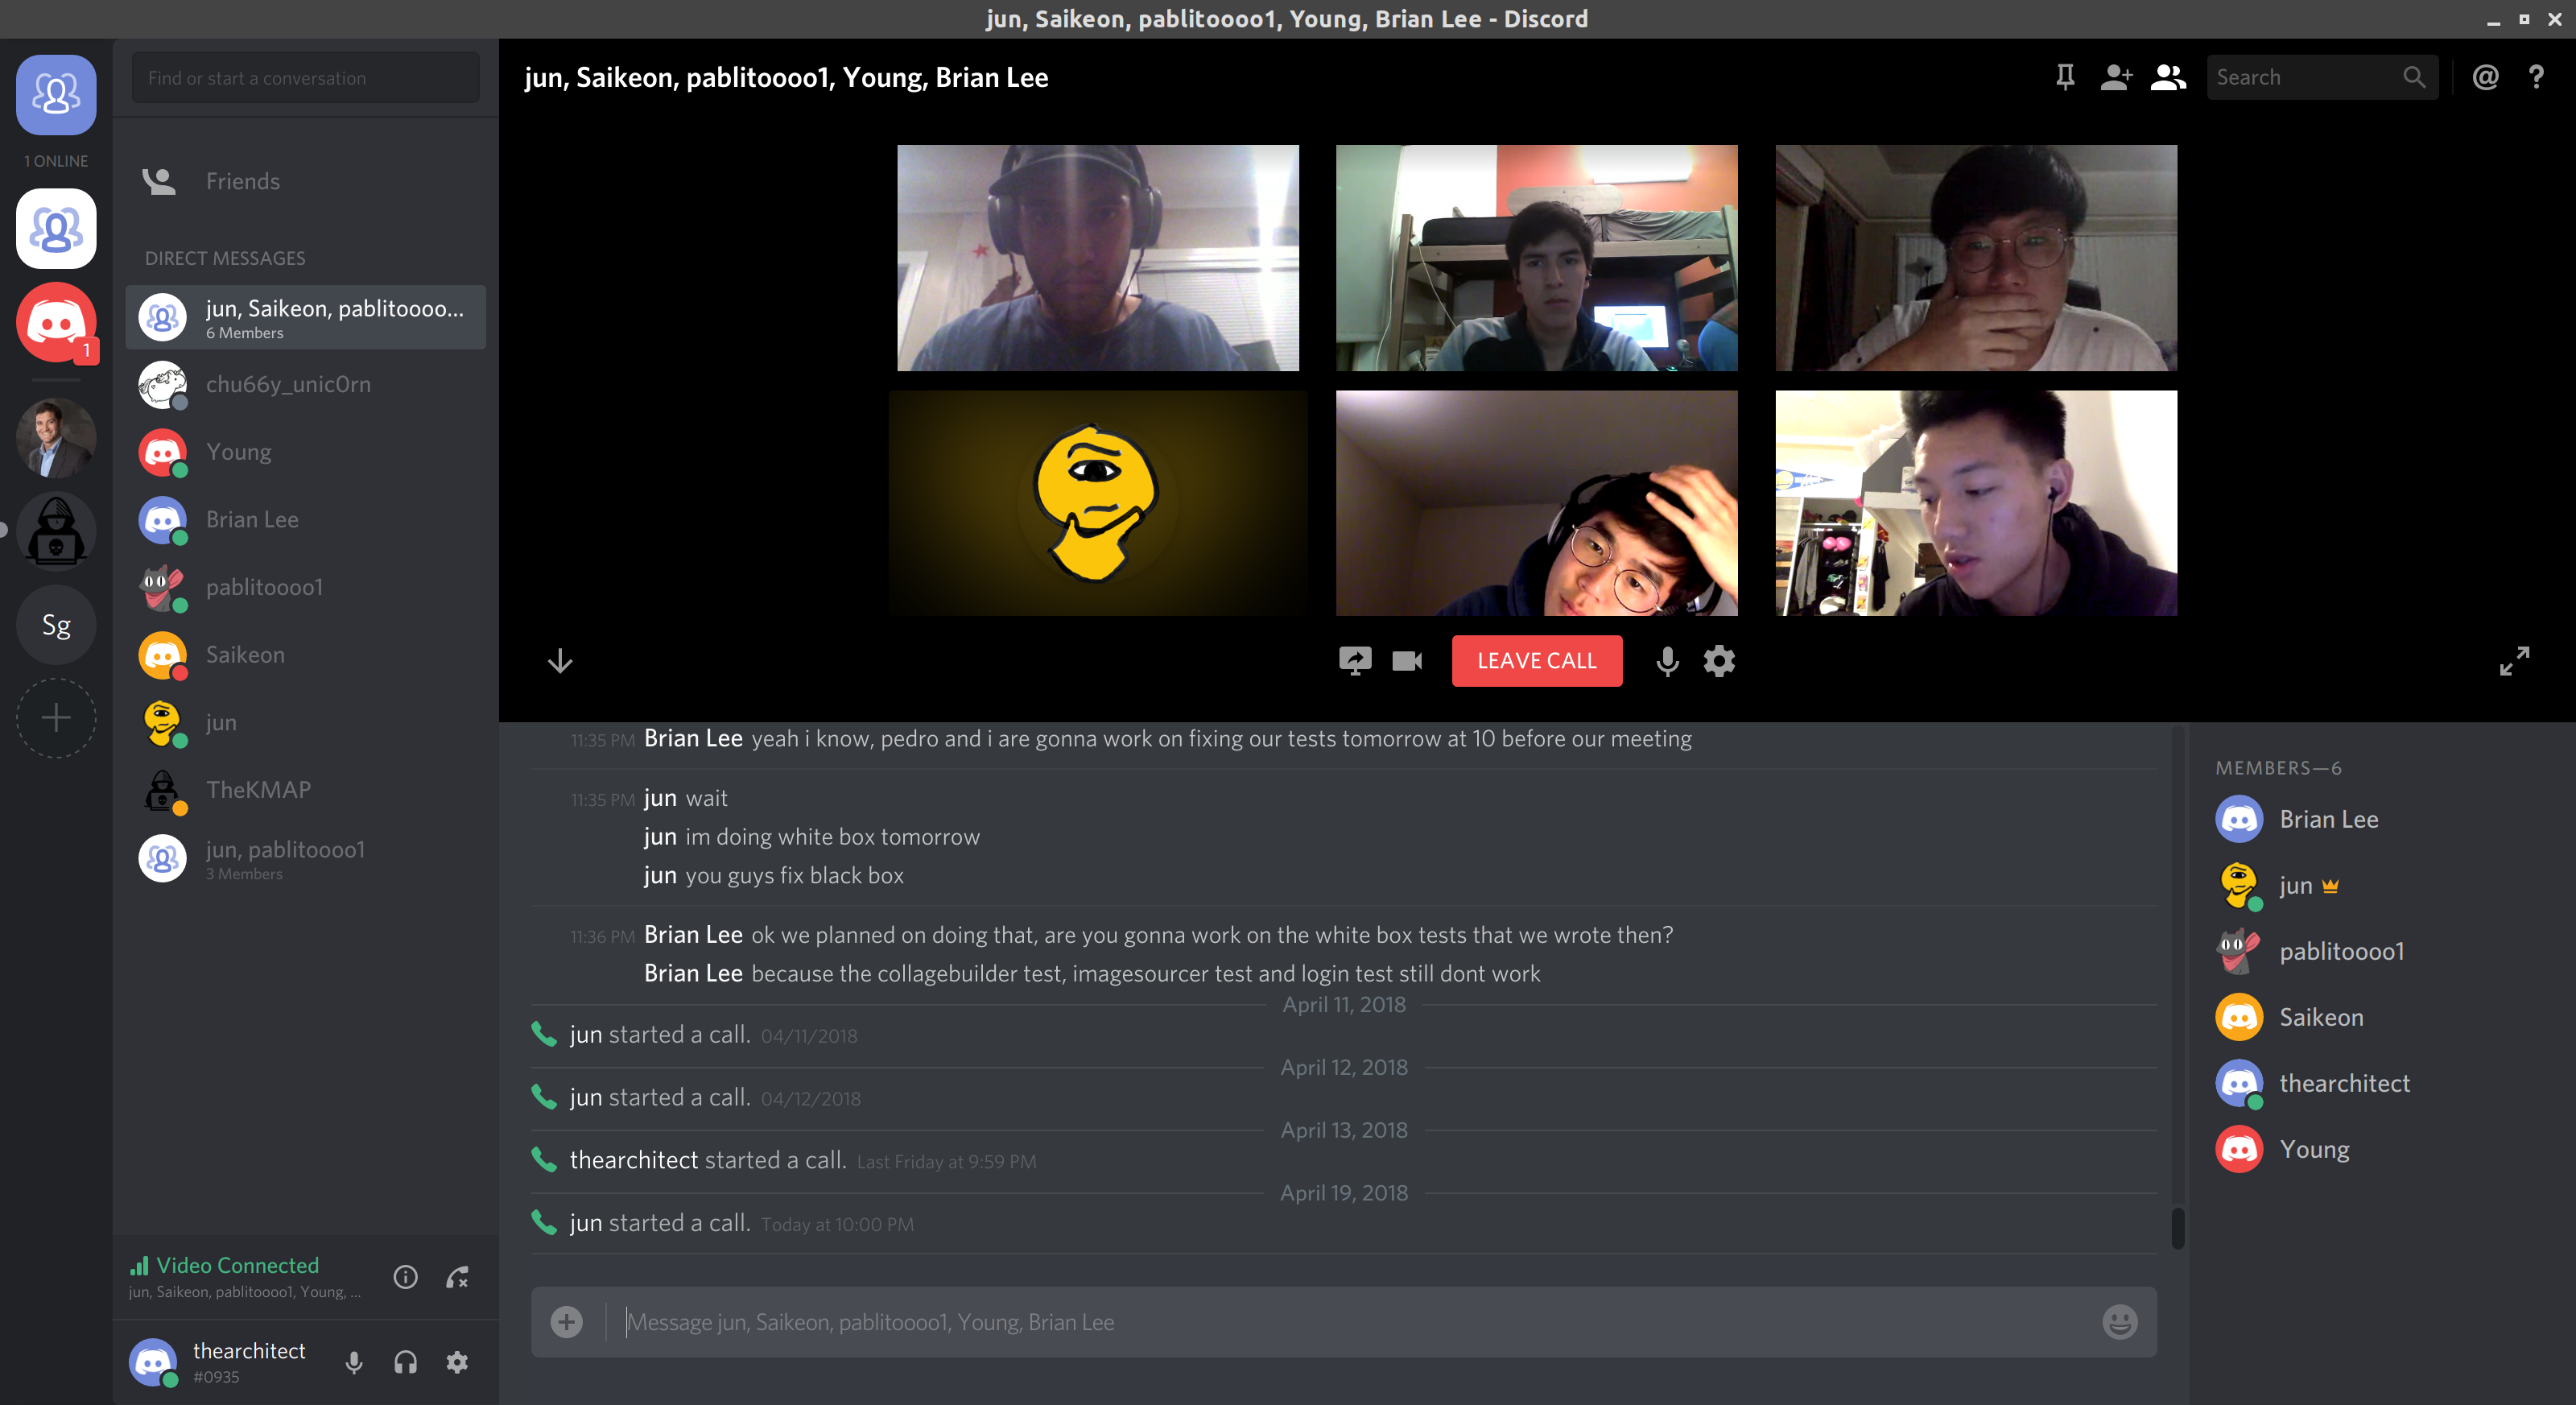 jun, Saikeon, pablitoooo1, Young, Brian Lee - Discord
Find or start a conversation
jun, Saikeon, pablitoooo1, Young, Brian Lee
Search
@
?
1 ONLINE
1
Sg
Friends
DIRECT MESSAGES
jun, Saikeon, pablitoooo...
6 Members
chu66y_unic0rn
Young
Brian Lee
pablitoooo1
Saikeon
jun
TheKMAP
jun, pablitoooo1
3 Members
Video Connected
jun, Saikeon, pablitoooo1, Young, ...
thearchitect
#0935
LEAVE CALL
11:35 PM Brian Lee yeah i know, pedro and i are gonna work on fixing our tests tomorrow at 10 before our meeting
11:35 PM jun wait
jun im doing white box tomorrow
jun you guys fix black box
11:36 PM Brian Lee ok we planned on doing that, are you gonna work on the white box tests that we wrote then?
Brian Lee because the collagebuilder test, imagesourcer test and login test still dont work
April 11, 2018
jun started a call. 04/11/2018
April 12, 2018
jun started a call. 04/12/2018
April 13, 2018
thearchitect started a call. Last Friday at 9:59 PM
April 19, 2018
jun started a call. Today at 10:00 PM
Message jun, Saikeon, pablitoooo1, Young, Brian Lee
MEMBERS—6
Brian Lee
jun
pablitoooo1
Saikeon
thearchitect
Young